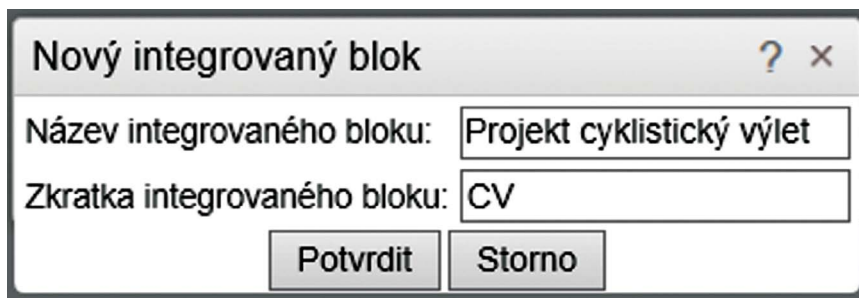 Nový integrovaný blok ? ×
Název integrovaného bloku: Projekt cyklistický výlet
Zkratka integrovaného bloku: CV
Potvrdit Storno